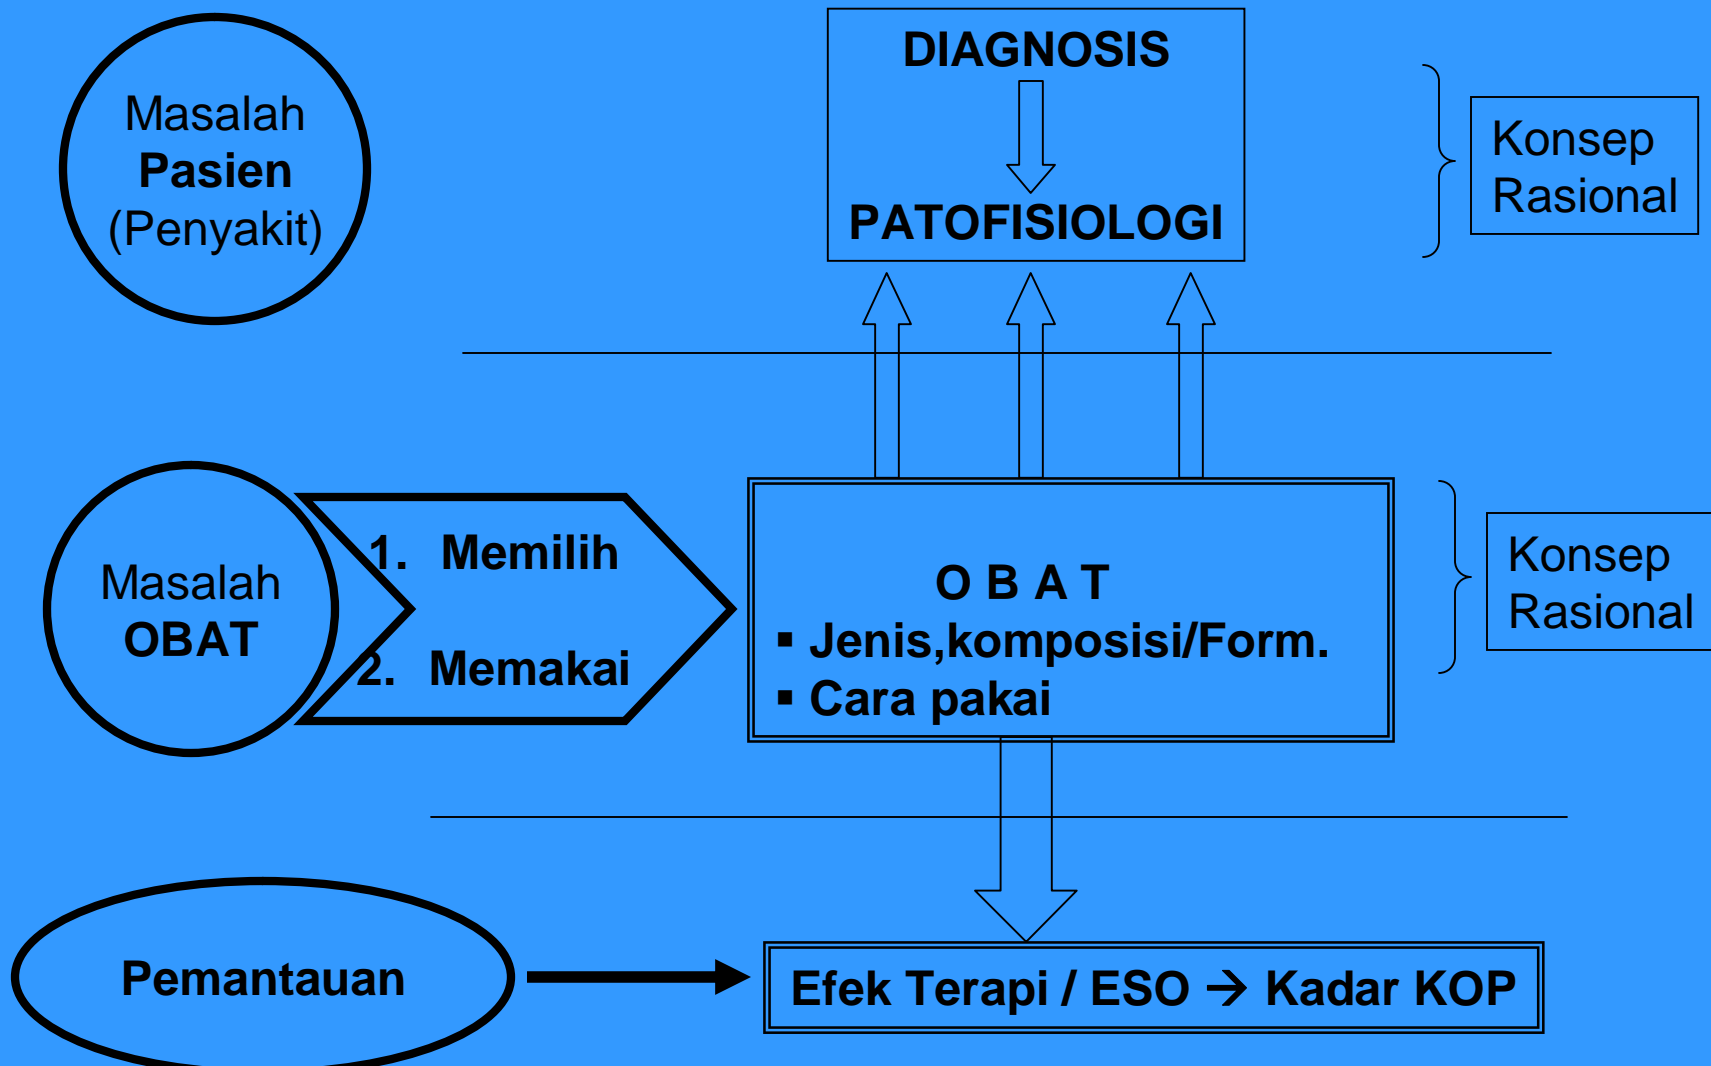 Masalah
Pasien
(Penyakit)
DIAGNOSIS
PATOFISIOLOGI
Konsep
Rasional
Masalah
OBAT
1. Memilih
2. Memakai
O B A T
▪ Jenis,komposisi/Form.
▪ Cara pakai
Konsep
Rasional
Pemantauan
Efek Terapi / ESO → Kadar KOP